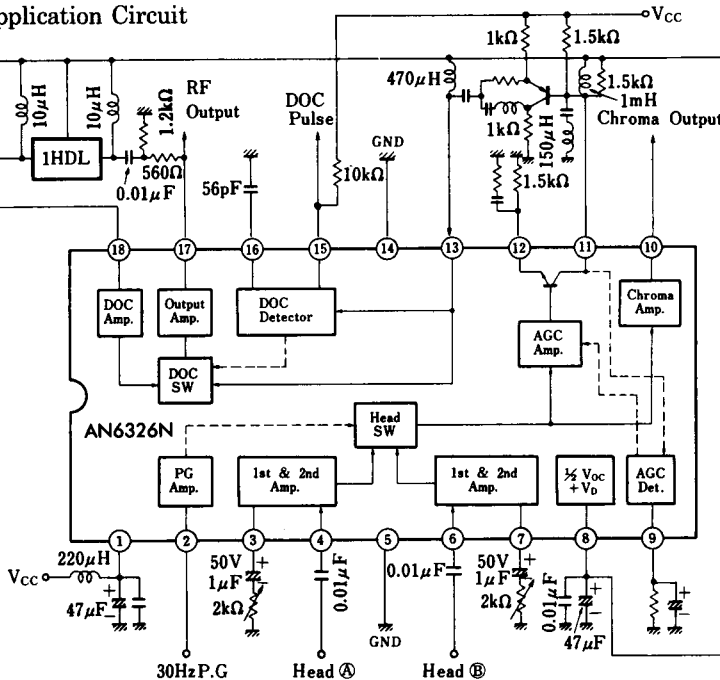 pplication Circuit
VCC
1kΩ
1.5kΩ
10μH
10μH
1.2kΩ
RF
Output
DOC
Pulse
470μH
1kΩ
150μH
1.5kΩ
1mH
Chroma Output
1HDL
560Ω
0.01μF
56pF
10kΩ
GND
1.5kΩ
18
17
16
15
14
13
12
11
10
DOC
Amp.
Output
Amp.
DOC
Detector
Chroma
Amp.
AGC
Amp.
DOC
SW
Head
SW
AN6326N
PG
Amp.
1st & 2nd
Amp.
1st & 2nd
Amp.
½ VOC
+VD
AGC
Det.
1
2
3
4
5
6
7
8
9
220μH
VCC
47μF
+
-
50V
1μF
2kΩ
+
-
0.01μF
GND
0.01μF
50V
1μF
2kΩ
+
-
0.01μF
47μF
+
-
+
-
30HzP.G
Head Ⓐ
Head Ⓑ